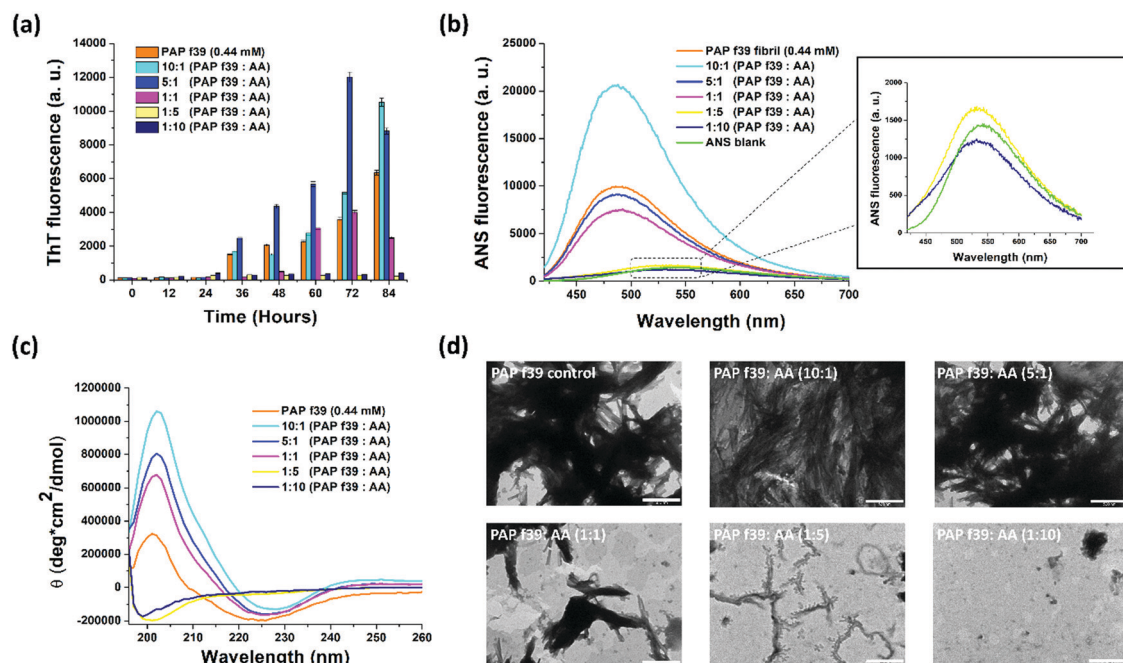 (a)
ThT fluorescence (a. u.)
14000
12000
10000
8000
6000
4000
2000
0
PAP f39 (0.44 mM)
10:1 (PAP f39 : AA)
5:1 (PAP f39 : AA)
1:1 (PAP f39 : AA)
1:5 (PAP f39 : AA)
1:10 (PAP f39 : AA)
0 12 24 36 48 60 72 84
Time (Hours)
(b)
ANS fluorescence (a. u.)
25000
20000
15000
10000
5000
0
PAP f39 fibril (0.44 mM)
10:1 (PAP f39 : AA)
5:1 (PAP f39 : AA)
1:1 (PAP f39 : AA)
1:5 (PAP f39 : AA)
1:10 (PAP f39 : AA)
ANS blank
450 500 550 600 650 700
Wavelength (nm)
ANS fluorescence (a. u.)
2000
1500
1000
500
0
450 500 550 600 650 700
Wavelength (nm)
(c)
θ (deg*cm2/dmol)
1200000
1000000
800000
600000
400000
200000
0
-200000
PAP f39 (0.44 mM)
10:1 (PAP f39 : AA)
5:1 (PAP f39 : AA)
1:1 (PAP f39 : AA)
1:5 (PAP f39 : AA)
1:10 (PAP f39 : AA)
200 210 220 230 240 250 260
Wavelength (nm)
(d)
PAP f39 control
PAP f39: AA (10:1)
PAP f39: AA (5:1)
PAP f39: AA (1:1)
PAP f39: AA (1:5)
PAP f39: AA (1:10)